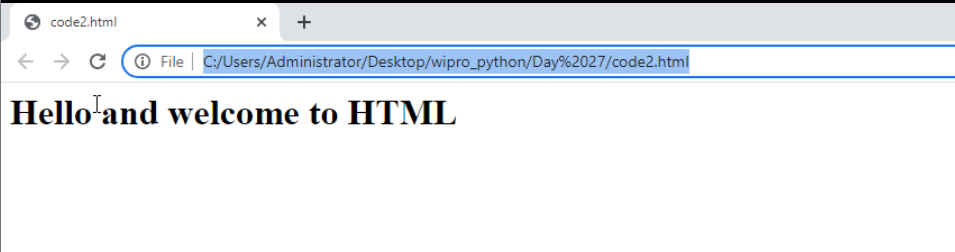 code2.html
File C:/Users/Administrator/Desktop/wipro_python/Day%2027/code2.html
Hello and welcome to HTML